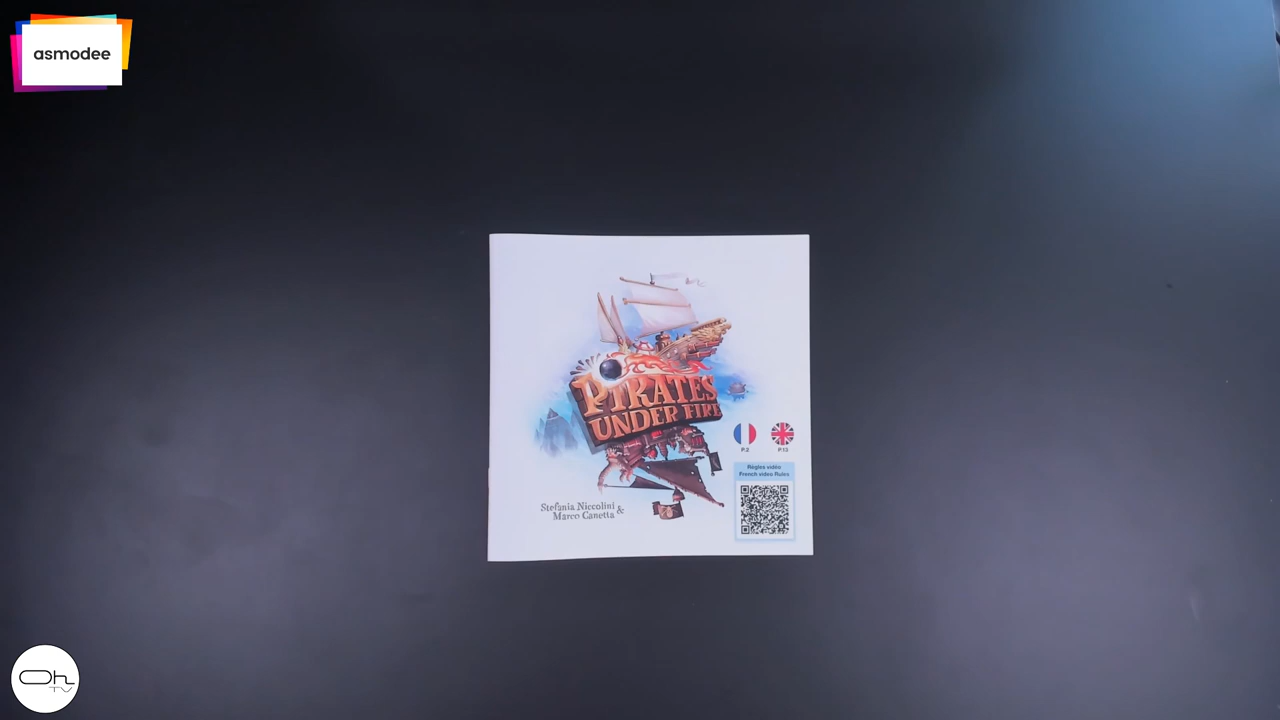 asmodee
PIRATES
UNDER FIRE
P.2
P.13
Règles vidéo
French video Rules
Stefania Niccolini &
Marco Canetta
Oh
TV